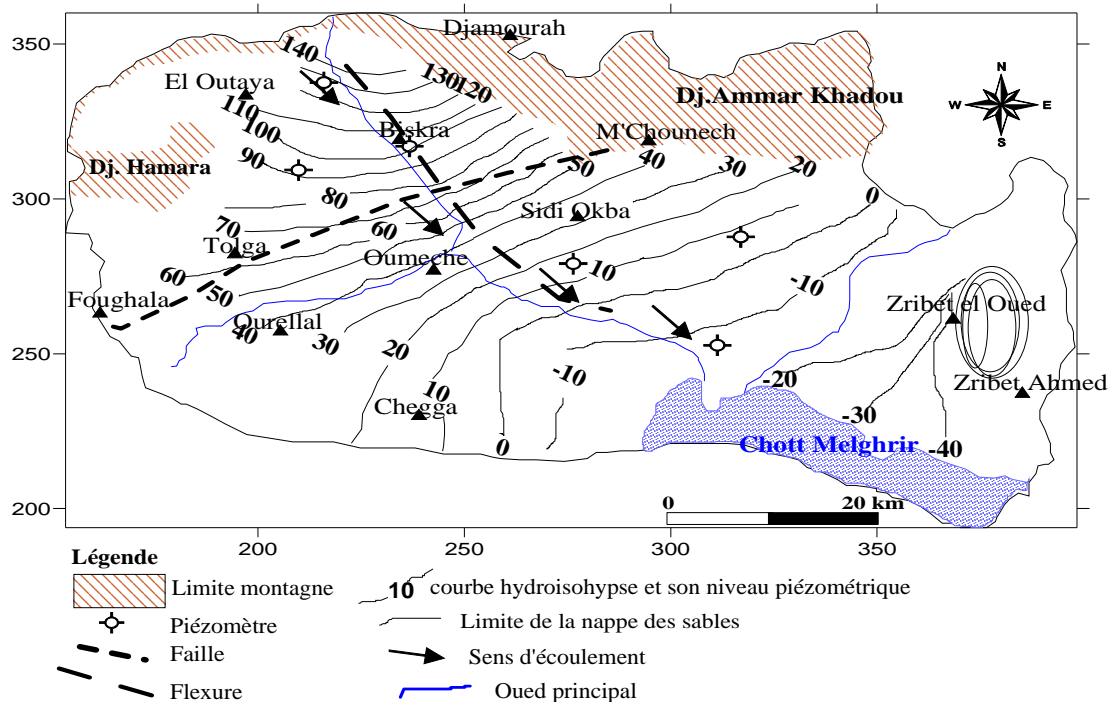 350
300
250
200
200
250
300
350
Djamourah
140
El Outaya
130
120
N
W
E
S
Dj.Ammar Khadou
110
100
Biskra
M'Chounech
Dj. Hamara
90
50
40
30
20
0
80
70
60
Sidi Okba
Tolga
Oumeche
60
50
10
-10
Foughala
Zribet el Oued
Ourellal
40
30
20
10
-10
-20
Zribet Ahmed
Chegga
-30
0
-40
Chott Melghrir
0
20 km
Légende
Limite montagne
10 courbe hydroisohypse et son niveau piézométrique
Piézomètre
Limite de la nappe des sables
Faille
Sens d'écoulement
Flexure
Oued principal